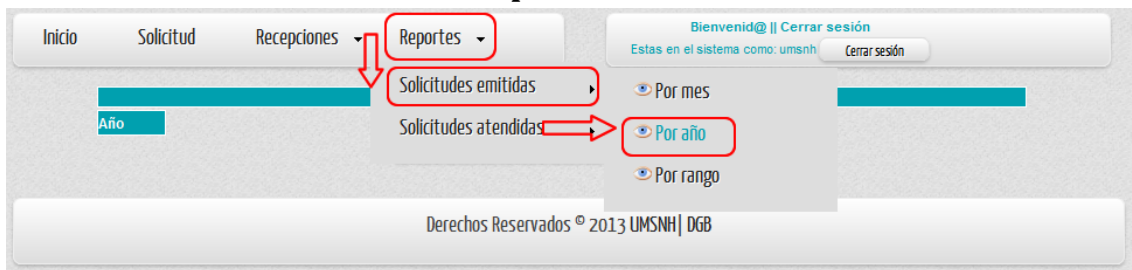 Inicio Solicitud Recepciones Reportes
Bienvenid@ || Cerrar sesión
Estas en el sistema como: umsnh Cerrar sesión
Solicitudes emitidas
Solicitudes atendidas
Por mes
Por año
Por rango
Año
Derechos Reservados © 2013 UMSNH| DGB